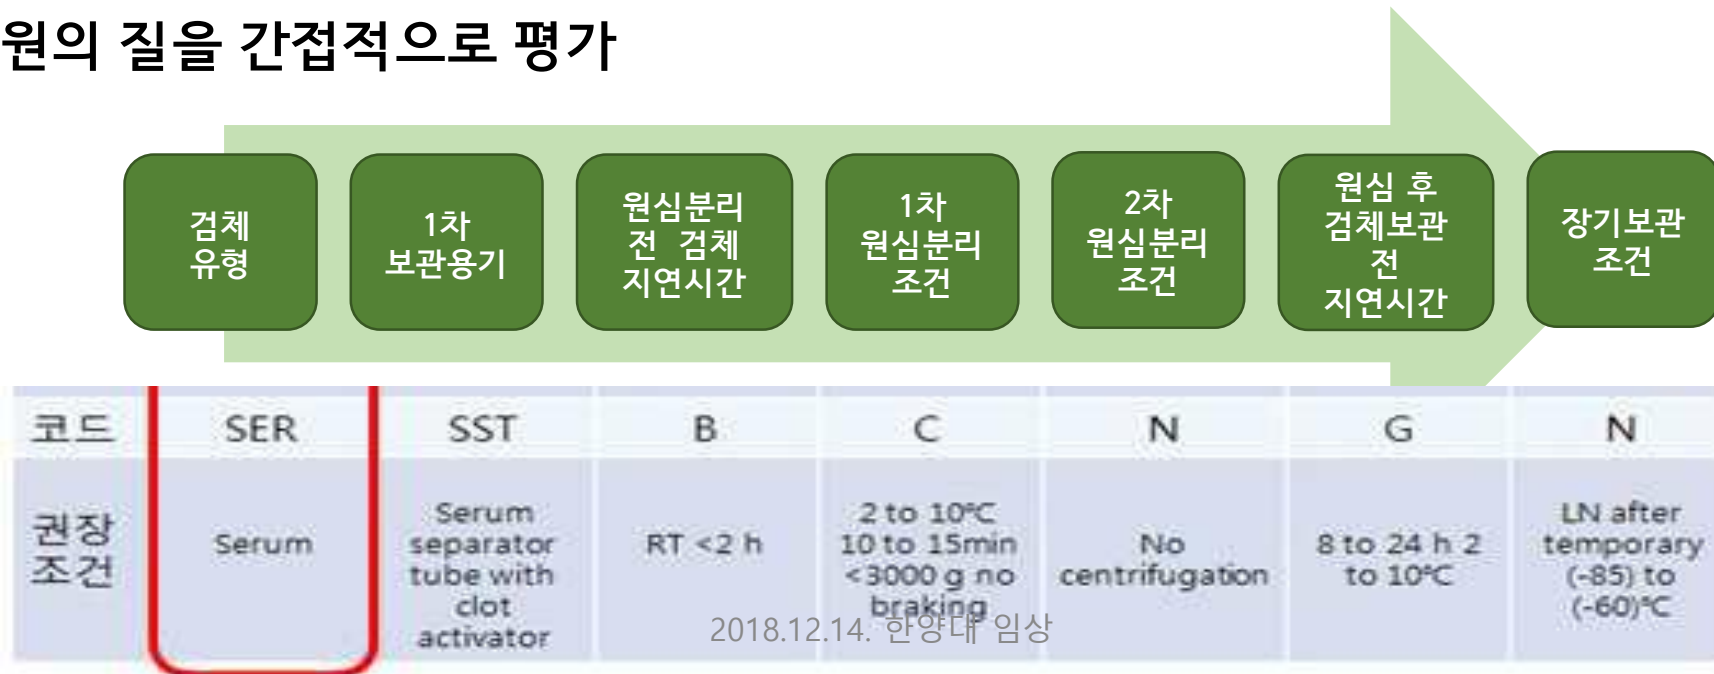 원의 질을 간접적으로 평가
검체
유형
1차
보관용기
원심분리
전 검체
지연시간
1차
원심분리
조건
2차
원심분리
조건
원심 후
검체보관
전
지연시간
장기보관
조건
코드
SER
SST
B
C
N
G
N
권장
조건
Serum
Serum
separator
tube with
clot
activator
RT <2 h
2 to 10℃
10 to 15min
<3000 g no
braking
No
centrifugation
8 to 24 h 2
to 10℃
LN after
temporary
(-85) to
(-60)℃
2018.12.14. 한양대 임상